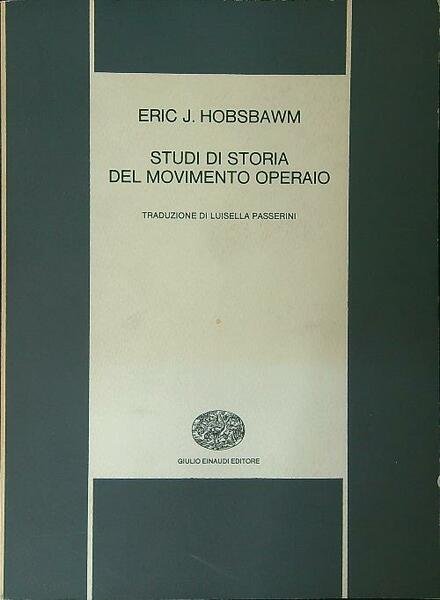 ERIC J. HOBSBAWM
STUDI DI STORIA
DEL MOVIMENTO OPERAIO
TRADUZIONE DI LUISELLA PASSERINI
GIULIO EINAUDI EDITORE